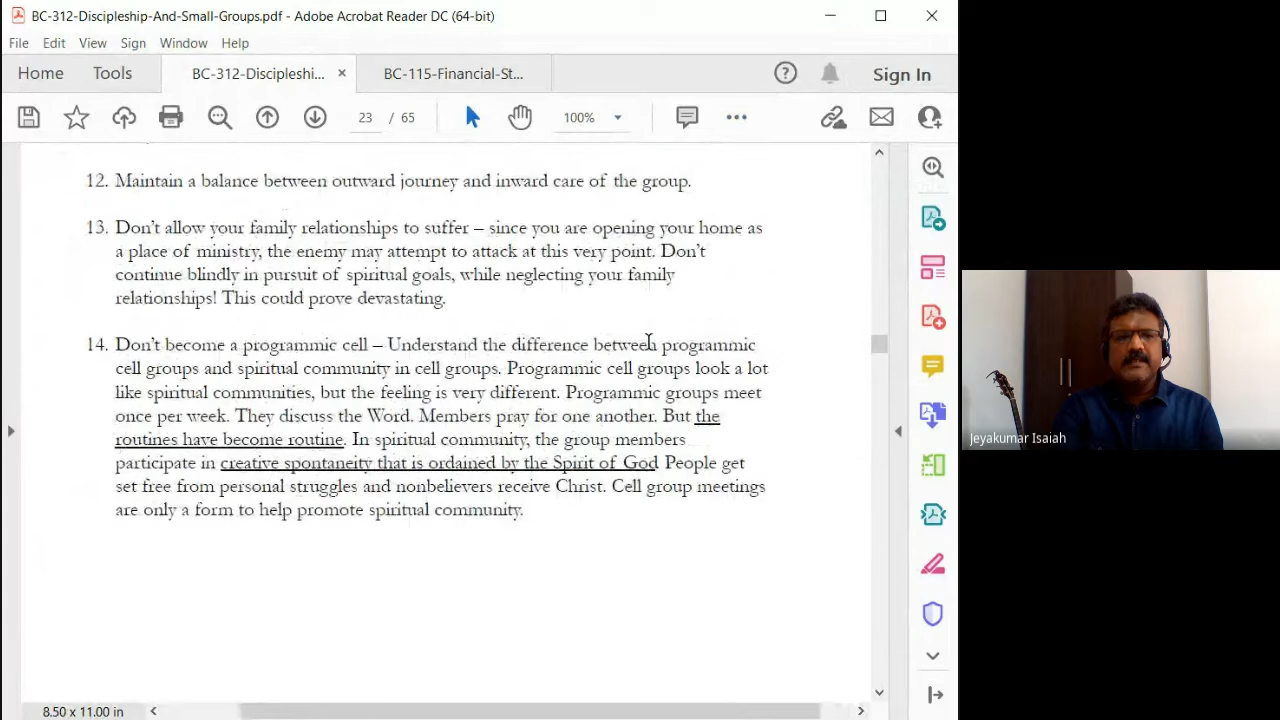 BC-312-Discipleship-And-Small-Groups.pdf - Adobe Acrobat Reader DC (64-bit)
File Edit View Sign Window Help
Home Tools BC-312-Discipleshi... × BC-115-Financial-St... Sign In
23 / 65 100%
12. Maintain a balance between outward journey and inward care of the group.
13. Don't allow your family relationships to suffer – since you are opening your home as
a place of ministry, the enemy may attempt to attack at this very point. Don't
continue blindly in pursuit of spiritual goals, while neglecting your family
relationships! This could prove devastating.
14. Don't become a programmic cell – Understand the difference between programmic
cell groups and spiritual community in cell groups. Programmic cell groups look a lot
like spiritual communities, but the feeling is very different. Programmic groups meet
once per week. They discuss the Word. Members pray for one another. But the
routines have become routine. In spiritual community, the group members
participate in creative spontaneity that is ordained by the Spirit of God. People get
set free from personal struggles and nonbelievers receive Christ. Cell group meetings
are only a form to help promote spiritual community.
8.50 x 11.00 in
Jeyakumar Isaiah